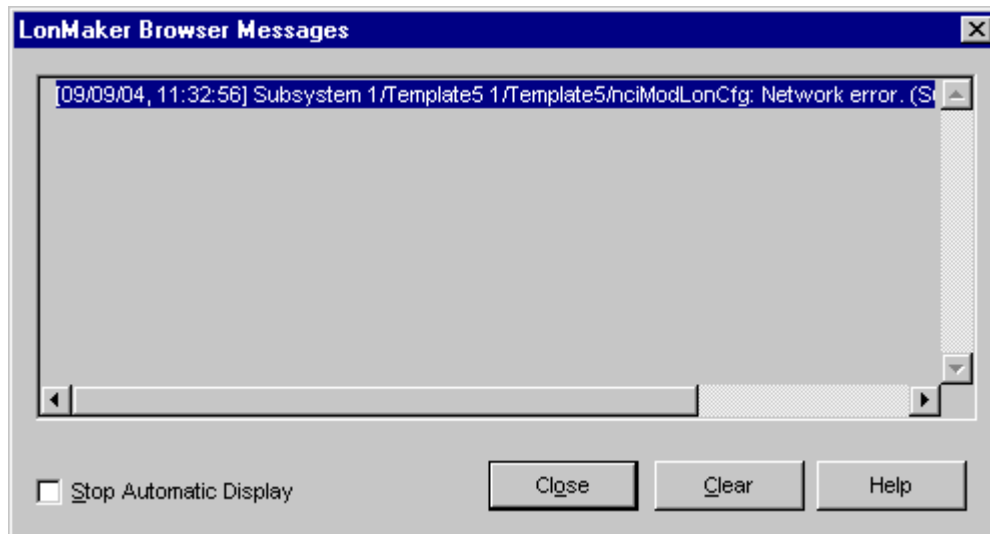 LonMaker Browser Messages
[09/09/04, 11:32:56] Subsystem 1/Template5 1/Template5/nciModLonCfg: Network error. (S
Stop Automatic Display
Close
Clear
Help